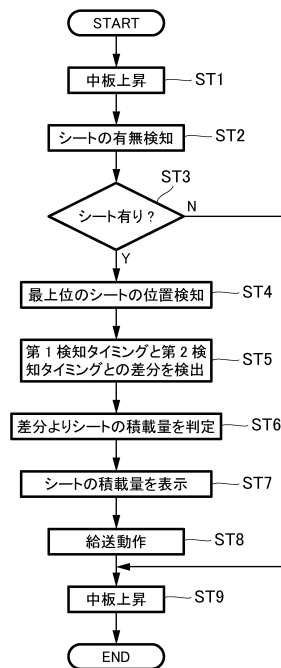 START
中板上昇 ST1
シートの有無検知 ST2
ST3
シート有り? N
Y
最上位のシートの位置検知 ST4
第1検知タイミングと第2検
知タイミングとの差分を検出 ST5
差分よりシートの積載量を判定 ST6
シートの積載量を表示 ST7
給送動作 ST8
中板上昇 ST9
END